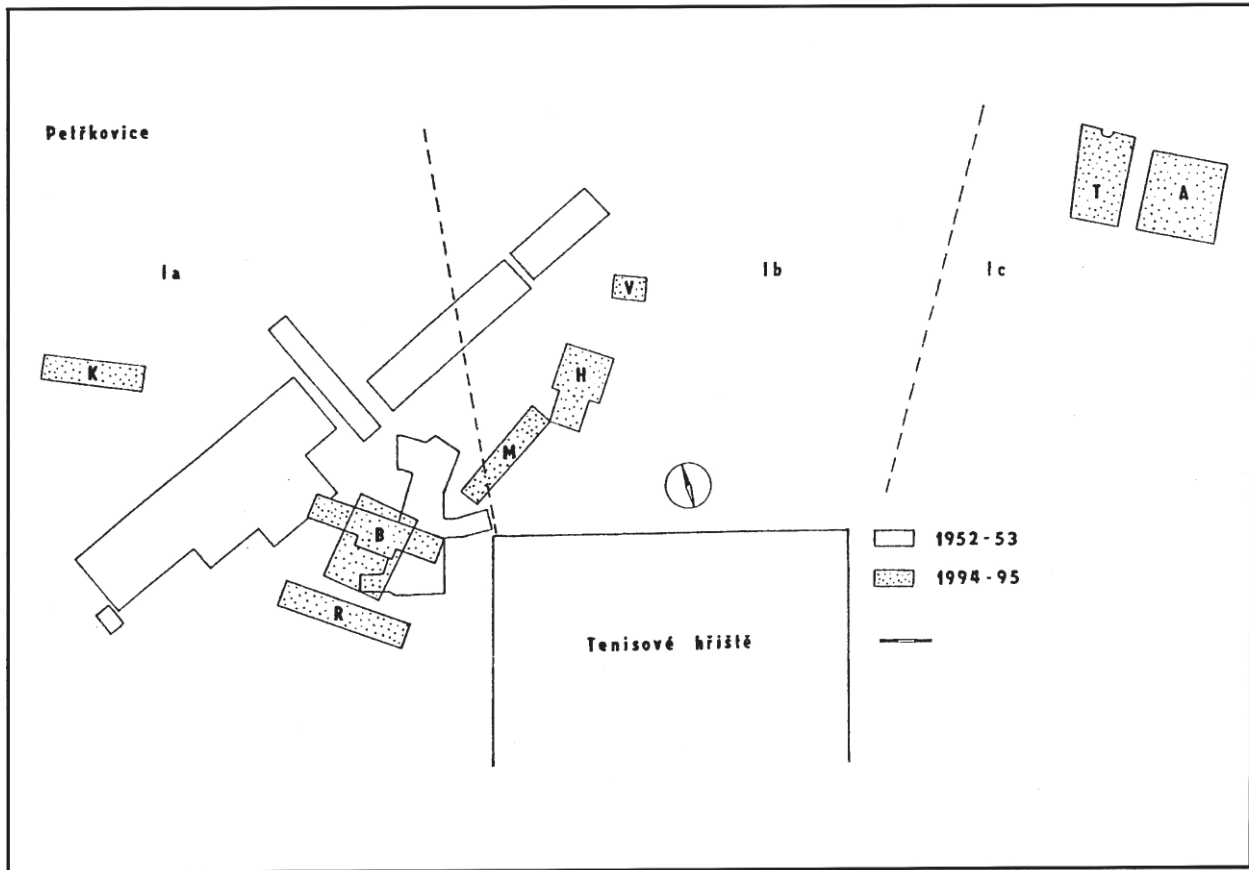 Petřkovice
Ia
Ib
Ic
T
A
V
K
H
M
B
R
1952-53
1994-95
Tenisové hřiště